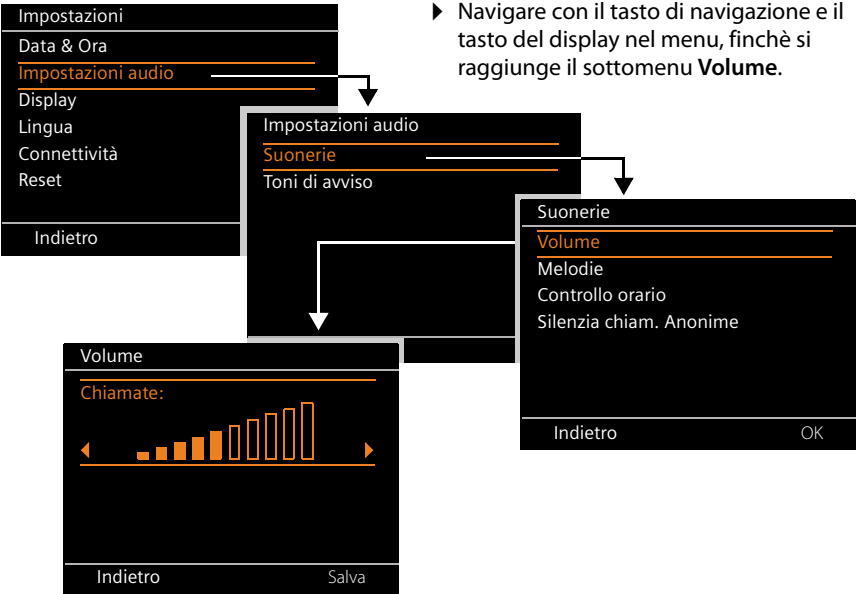 Impostazioni
Data & Ora
Impostazioni audio
Display
Lingua
Connettività
Reset
Indietro
Navigare con il tasto di navigazione e il
tasto del display nel menu, finchè si
raggiunge il sottomenu Volume.
Impostazioni audio
Suonerie
Toni di avviso
Suonerie
Volume
Melodie
Controllo orario
Silenzia chiam. Anonime
Indietro OK
Volume
Chiamate:
Indietro Salva